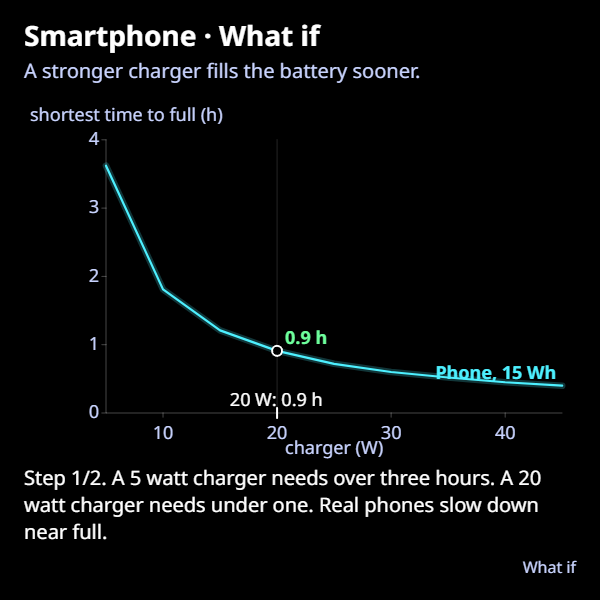 Smartphone · What if
A stronger charger fills the battery sooner.
shortest time to full (h)
4
3
2
1
0
0.9 h
Phone, 15 Wh
20 W: 0.9 h
10
20
30
40
charger (W)
Step 1/2. A 5 watt charger needs over three hours. A 20
watt charger needs under one. Real phones slow down
near full.
What if